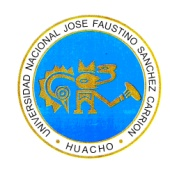 UNIVERSIDAD NACIONAL JOSE FAUSTINO SANCHEZ CARRION
· HUACHO ·